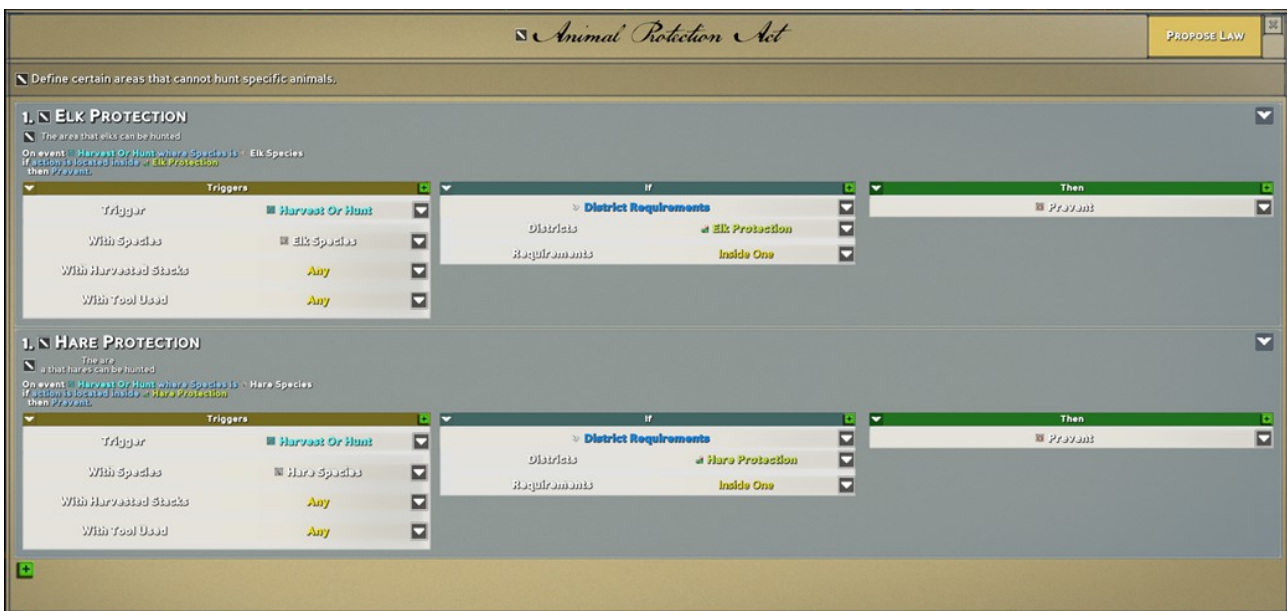 Animal Protection Act
PROPOSE LAW
Define certain areas that cannot hunt specific animals.
1. ELK PROTECTION
The area that elks can be hunted
On event Harvest Or Hunt where Species is Elk Species
if action is located inside Elk Protection
then Prevent.
Triggers If Then
Trigger Harvest Or Hunt District Requirements Prevent
With Species Elk Species Districts Elk Protection
With Harvested Stacks Any Requirements Inside One
With Tool Used Any
1. HARE PROTECTION
The are
a that hares can be hunted
On event Harvest Or Hunt where Species is Hare Species
if action is located inside Hare Protection
then Prevent.
Triggers If Then
Trigger Harvest Or Hunt District Requirements Prevent
With Species Hare Species Districts Hare Protection
With Harvested Stacks Any Requirements Inside One
With Tool Used Any